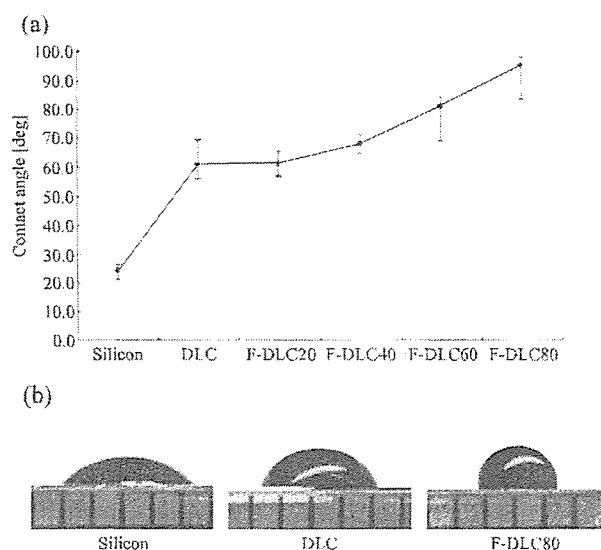 (a)
100.0
90.0
80.0
70.0
60.0
50.0
40.0
30.0
20.0
10.0
0.0
Contact angle [deg]
Silicon DLC F-DLC20 F-DLC40 F-DLC60 F-DLC80
(b)
Silicon DLC F-DLC80